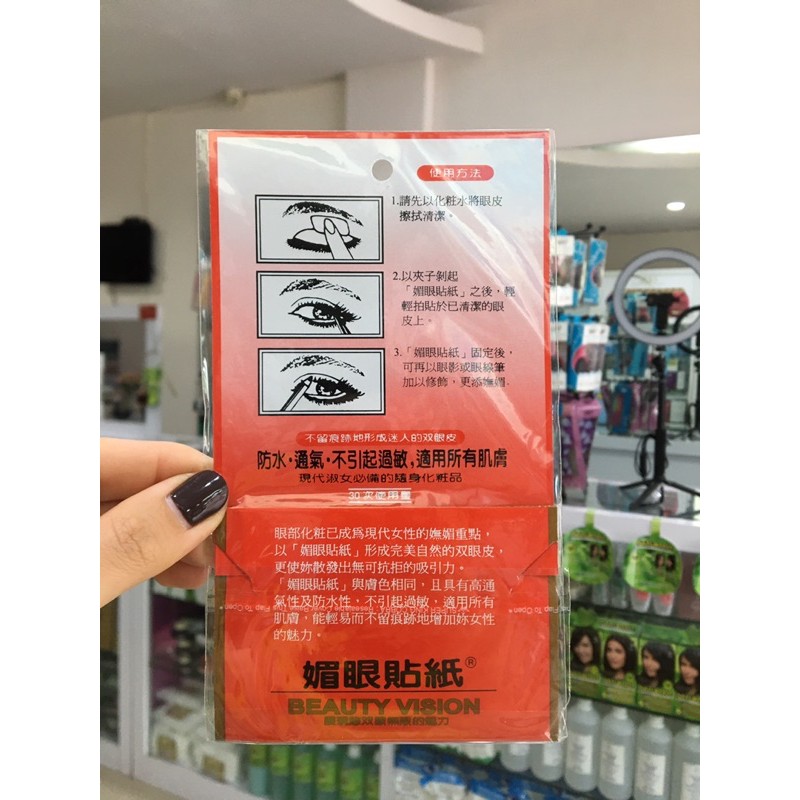 使用方法
1.請先以化粧水將眼皮
擦拭清潔。
2.以夾子剝起
「媚眼貼紙」之後，輕
輕拍貼於已清潔的眼
皮上。
3.「媚眼貼紙」固定後，
可再以眼影或眼線筆
加以修飾，更添嫵媚.
不留痕跡地形成迷人的双眼皮
防水·通氣·不引起過敏,適用所有肌膚
現代淑女必備的隨身化粧品
30次使用量
眼部化粧已成爲現代女性的嫵媚重點，
以「媚眼貼紙」形成完美自然的双眼皮，
更使妳散發出無可抗拒的吸引力。
「媚眼貼紙」與膚色相同，且具有高通
氣性及防水性，不引起過敏，適用所有
肌膚，能輕易而不留痕跡地增加妳女性
的魅力。
媚眼貼紙®
BEAUTY VISION